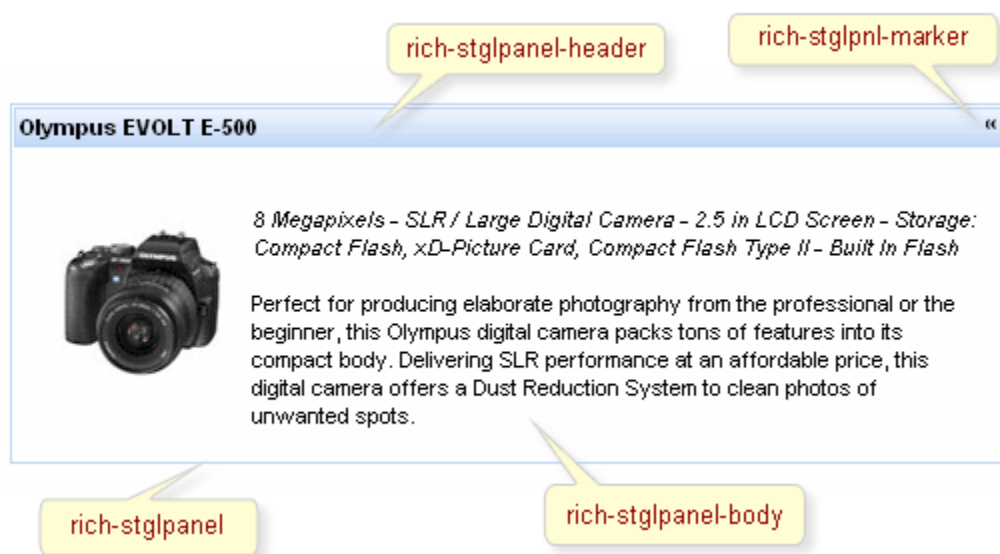 rich-stglpanel-header
rich-stglpnl-marker
Olympus EVOLT E-500 «
8 Megapixels - SLR / Large Digital Camera - 2.5 in LCD Screen - Storage:
Compact Flash, xD-Picture Card, Compact Flash Type II - Built In Flash
OLYMPUS
Perfect for producing elaborate photography from the professional or the
beginner, this Olympus digital camera packs tons of features into its
compact body. Delivering SLR performance at an affordable price, this
digital camera offers a Dust Reduction System to clean photos of
unwanted spots.
rich-stglpanel
rich-stglpanel-body